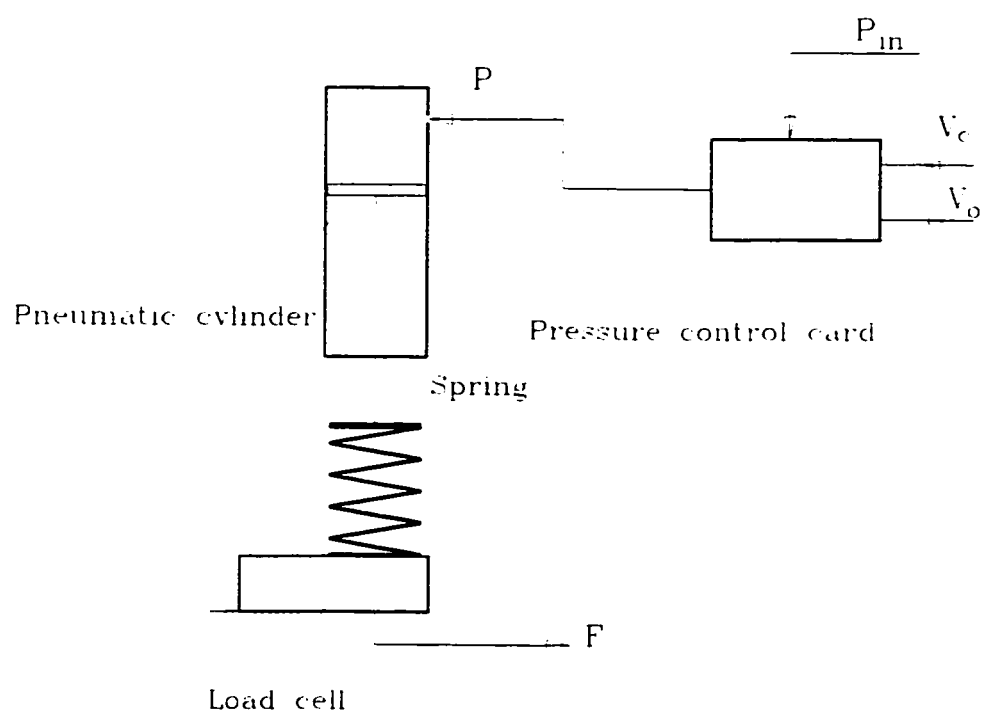 P_in
P
V_c
V_o
Pneumatic cylinder
Pressure control card
Spring
F
Load cell